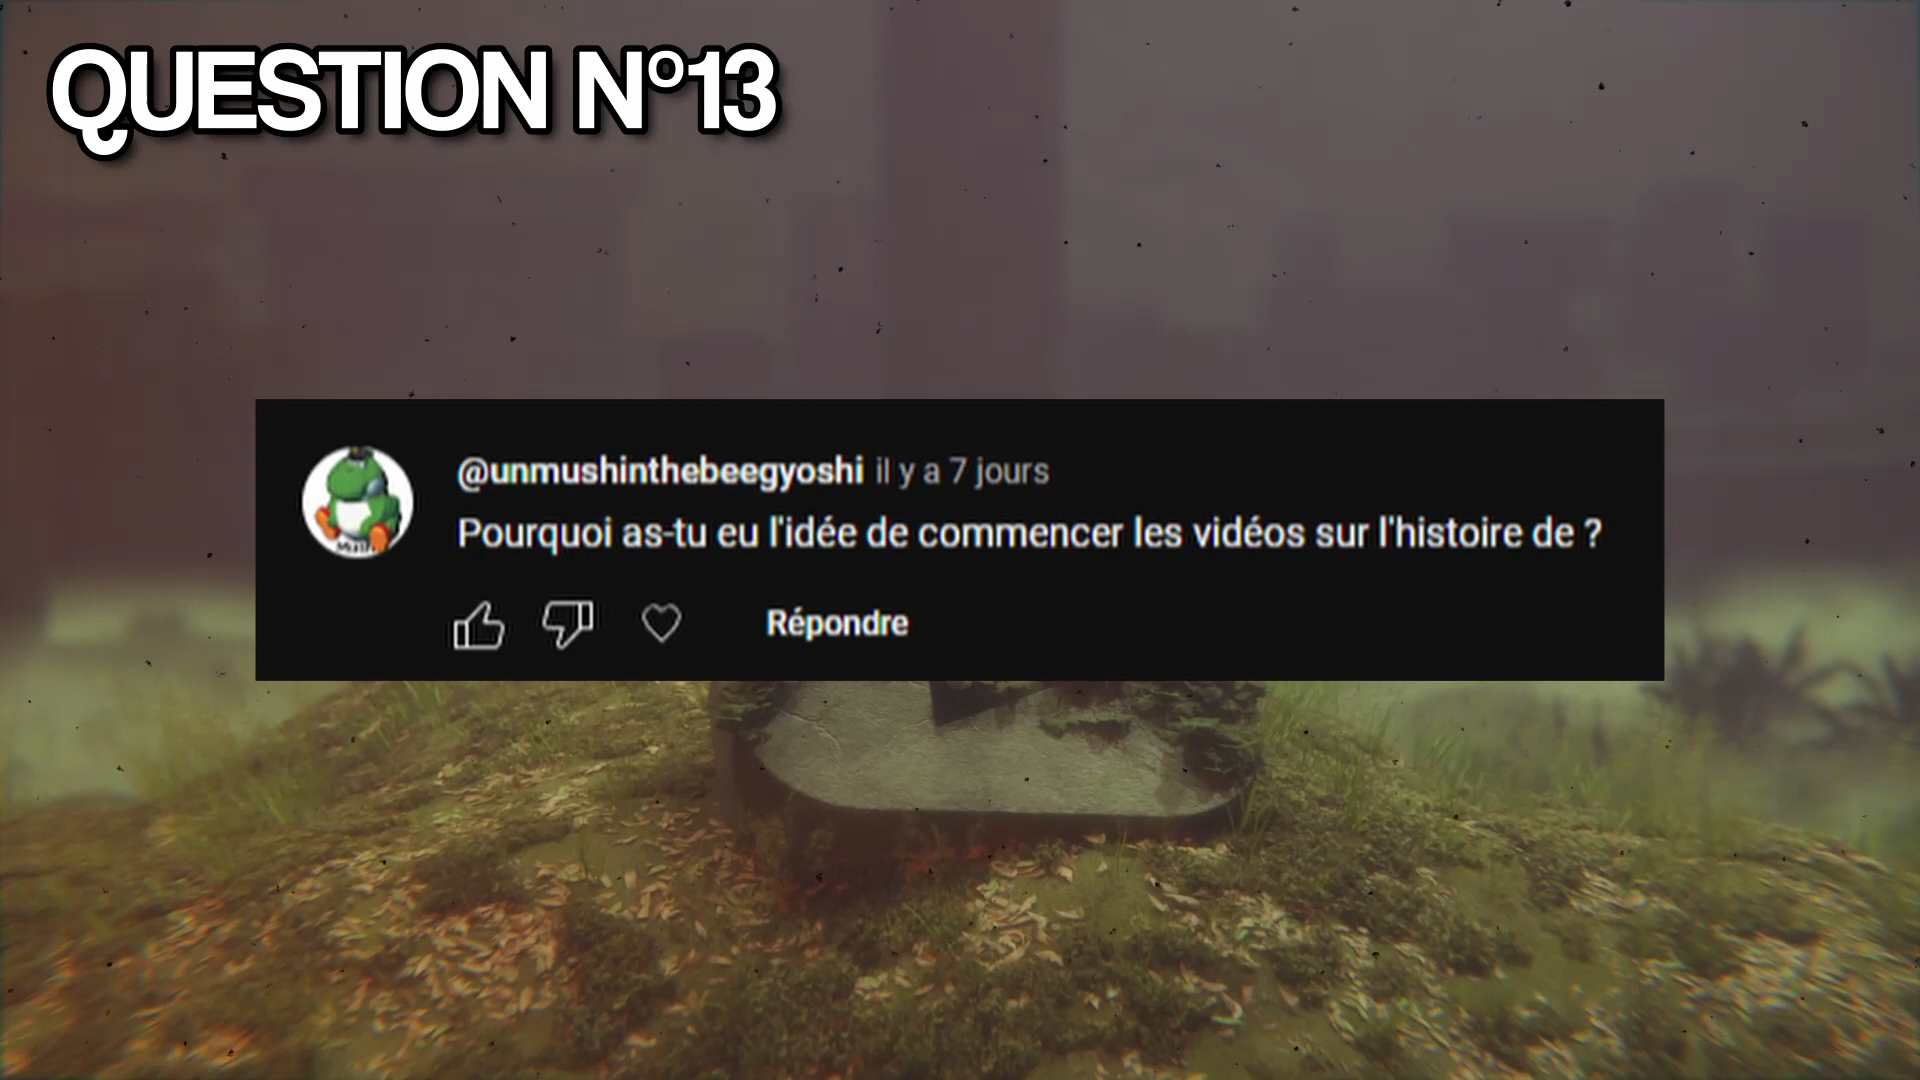 QUESTION N°13
@unmushinthebeegyoshi il y a 7 jours
Pourquoi as-tu eu l'idée de commencer les vidéos sur l'histoire de ?
Répondre